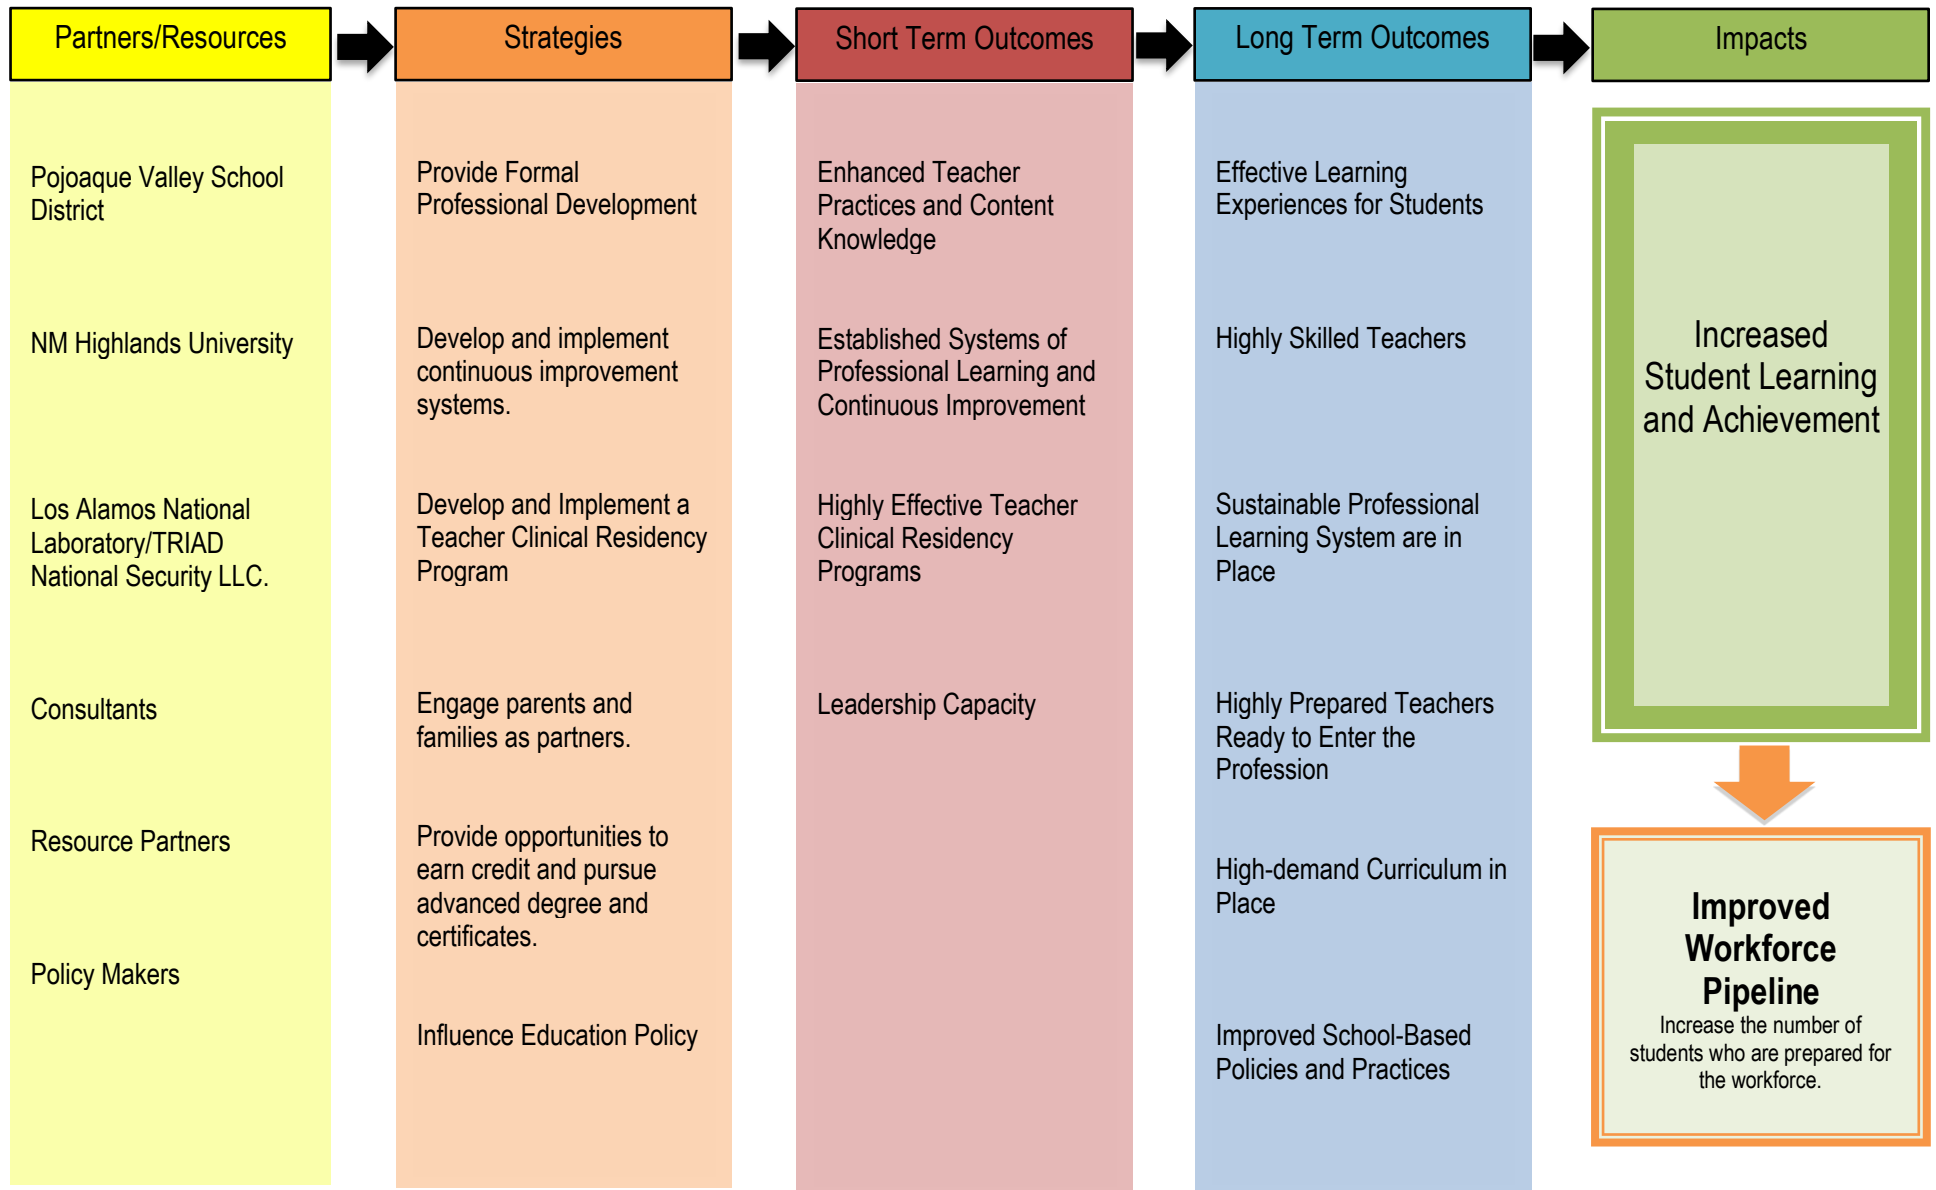 Partners/Resources
Strategies
Short Term Outcomes
Long Term Outcomes
Impacts
Pojoaque Valley School
District
NM Highlands University
Los Alamos National
Laboratory/TRIAD
National Security LLC.
Consultants
Resource Partners
Policy Makers
Provide Formal
Professional Development
Develop and implement
continuous improvement
systems.
Develop and Implement a
Teacher Clinical Residency
Program
Engage parents and
families as partners.
Provide opportunities to
earn credit and pursue
advanced degree and
certificates.
Influence Education Policy
Enhanced Teacher
Practices and Content
Knowledge
Established Systems of
Professional Learning and
Continuous Improvement
Highly Effective Teacher
Clinical Residency
Programs
Leadership Capacity
Effective Learning
Experiences for Students
Highly Skilled Teachers
Sustainable Professional
Learning System are in
Place
Highly Prepared Teachers
Ready to Enter the
Profession
High-demand Curriculum in
Place
Improved School-Based
Policies and Practices
Increased
Student Learning
and Achievement
Improved
Workforce
Pipeline
Increase the number of
students who are prepared for
the workforce.